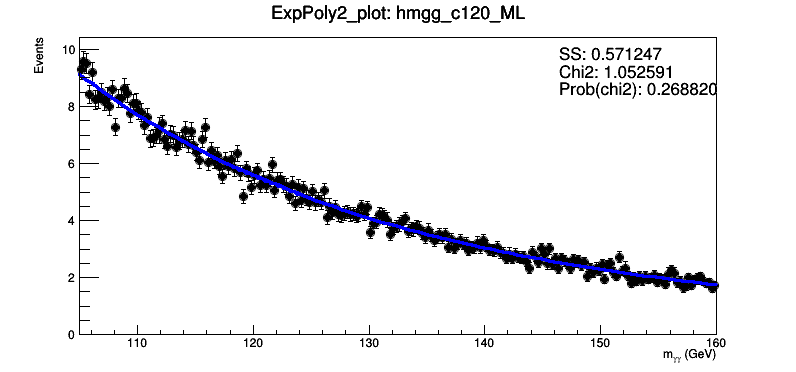 ExpPoly2_plot: hmgg_c120_ML
Events
SS: 0.571247
Chi2: 1.052591
Prob(chi2): 0.268820
10
8
6
4
2
0
110 120 130 140 150 160
mγγ (GeV)